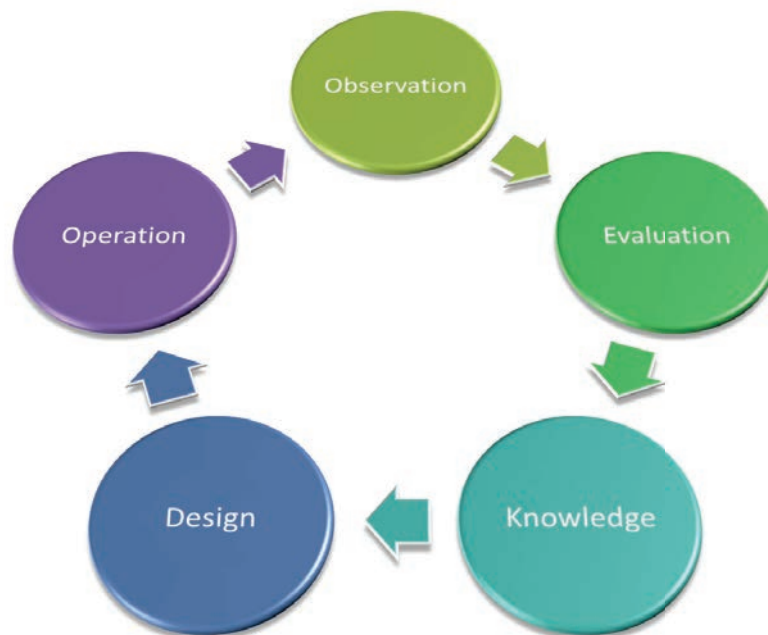 Observation
Evaluation
Knowledge
Design
Operation